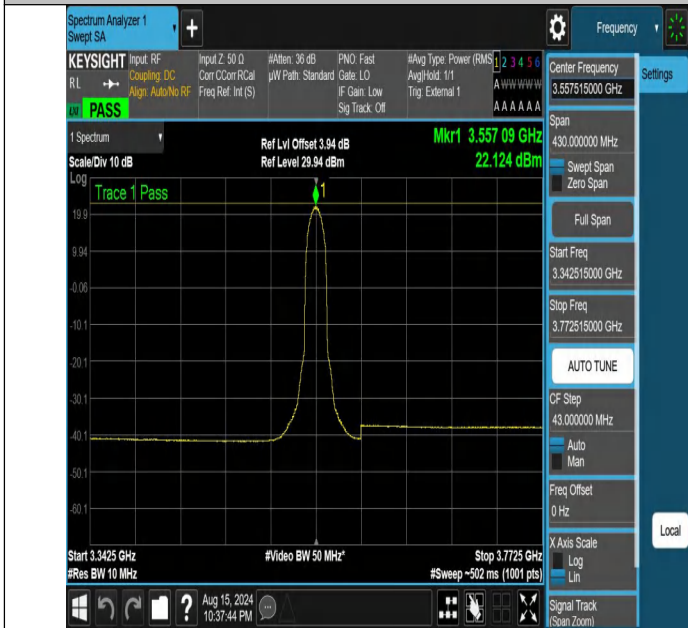 Spectrum Analyzer 1
Swept SA
+
Frequency
KEYSIGHT
RL
LXI
PASS
Input: RF
Coupling: DC
Align: Auto/No RF
Input Z: 50 Ω
Corr CCorr RCal
Freq Ref: Int (S)
#Atten: 36 dB
µW Path: Standard
PNO: Fast
Gate: LO
IF Gain: Low
Sig Track: Off
#Avg Type: Power (RMS
Avg|Hold: 1/1
Trig: External 1
1 2 3 4 5 6
A W W W W W
A A A A A A
1 Spectrum
Scale/Div 10 dB
Log
Ref Lvl Offset 3.94 dB
Ref Level 29.94 dBm
Mkr1 3.557 09 GHz
22.124 dBm
Trace 1 Pass
1
19.9
9.94
-0.06
-10.1
-20.1
-30.1
-40.1
-50.1
-60.1
Start 3.3425 GHz
#Res BW 10 MHz
#Video BW 50 MHz*
Stop 3.7725 GHz
#Sweep ~502 ms (1001 pts)
Aug 15, 2024
10:37:44 PM
?
Center Frequency
3.557515000 GHz
Settings
Span
430.000000 MHz
Swept Span
Zero Span
Full Span
Start Freq
3.342515000 GHz
Stop Freq
3.772515000 GHz
AUTO TUNE
CF Step
43.000000 MHz
Auto
Man
Freq Offset
0 Hz
Local
X Axis Scale
Log
Lin
Signal Track
(Span Zoom)